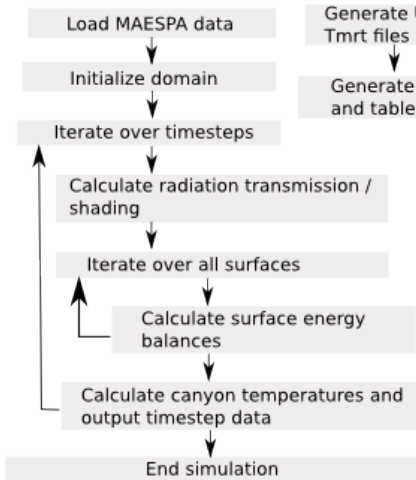 Load MAESPA data
Initialize domain
Iterate over timesteps
Calculate radiation transmission /
shading
Iterate over all surfaces
Calculate surface energy
balances
Calculate canyon temperatures and
output timestep data
End simulation
Generate
Tmrt files
Generate
and table